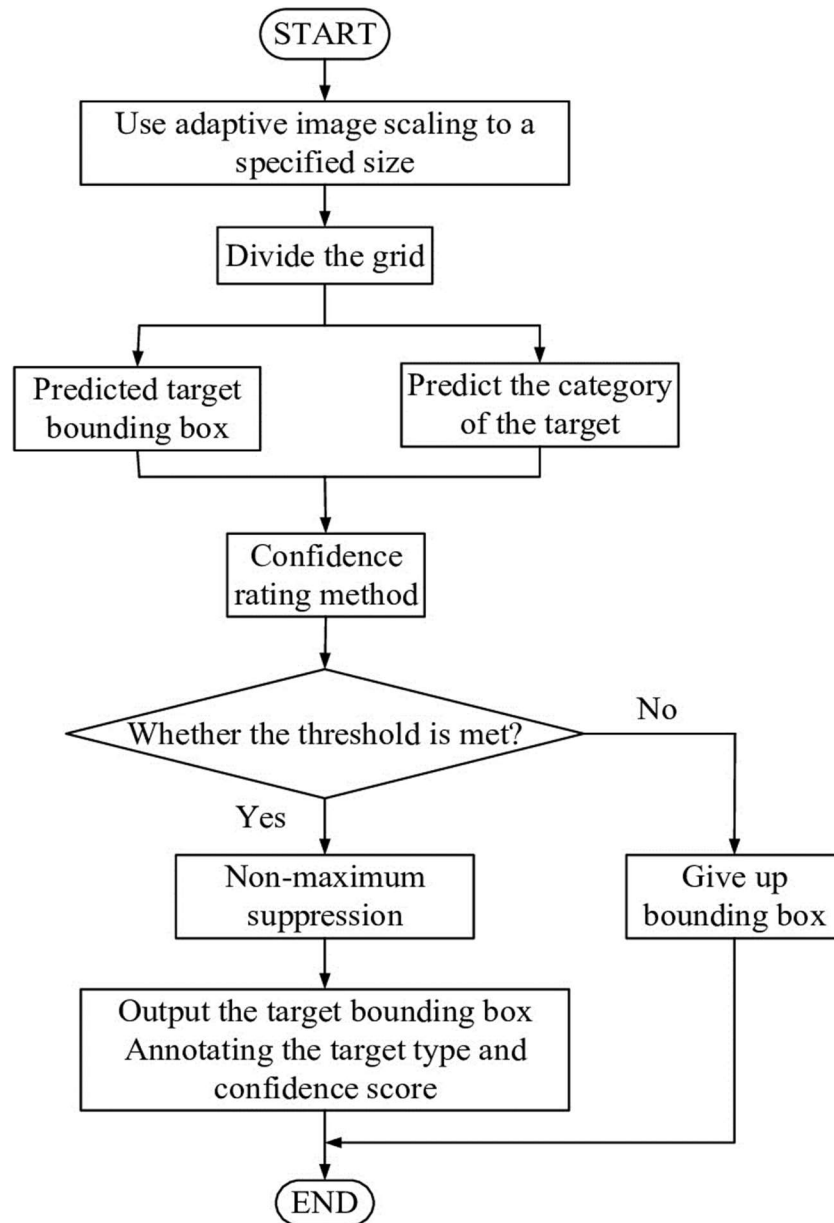 START
Use adaptive image scaling to a
specified size
Divide the grid
Predicted target
bounding box
Predict the category
of the target
Confidence
rating method
Whether the threshold is met?
No
Yes
Non-maximum
suppression
Give up
bounding box
Output the target bounding box
Annotating the target type and
confidence score
END